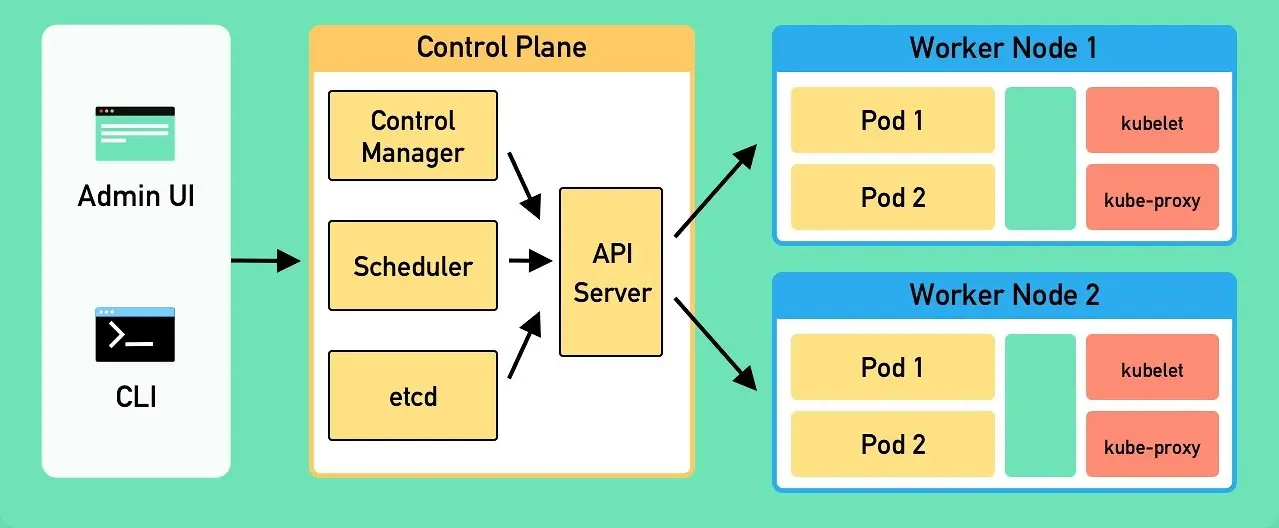 Admin UI
CLI
Control Plane
Control
Manager
Scheduler
etcd
API
Server
Worker Node 1
Pod 1
Pod 2
kubelet
kube-proxy
Worker Node 2
Pod 1
Pod 2
kubelet
kube-proxy